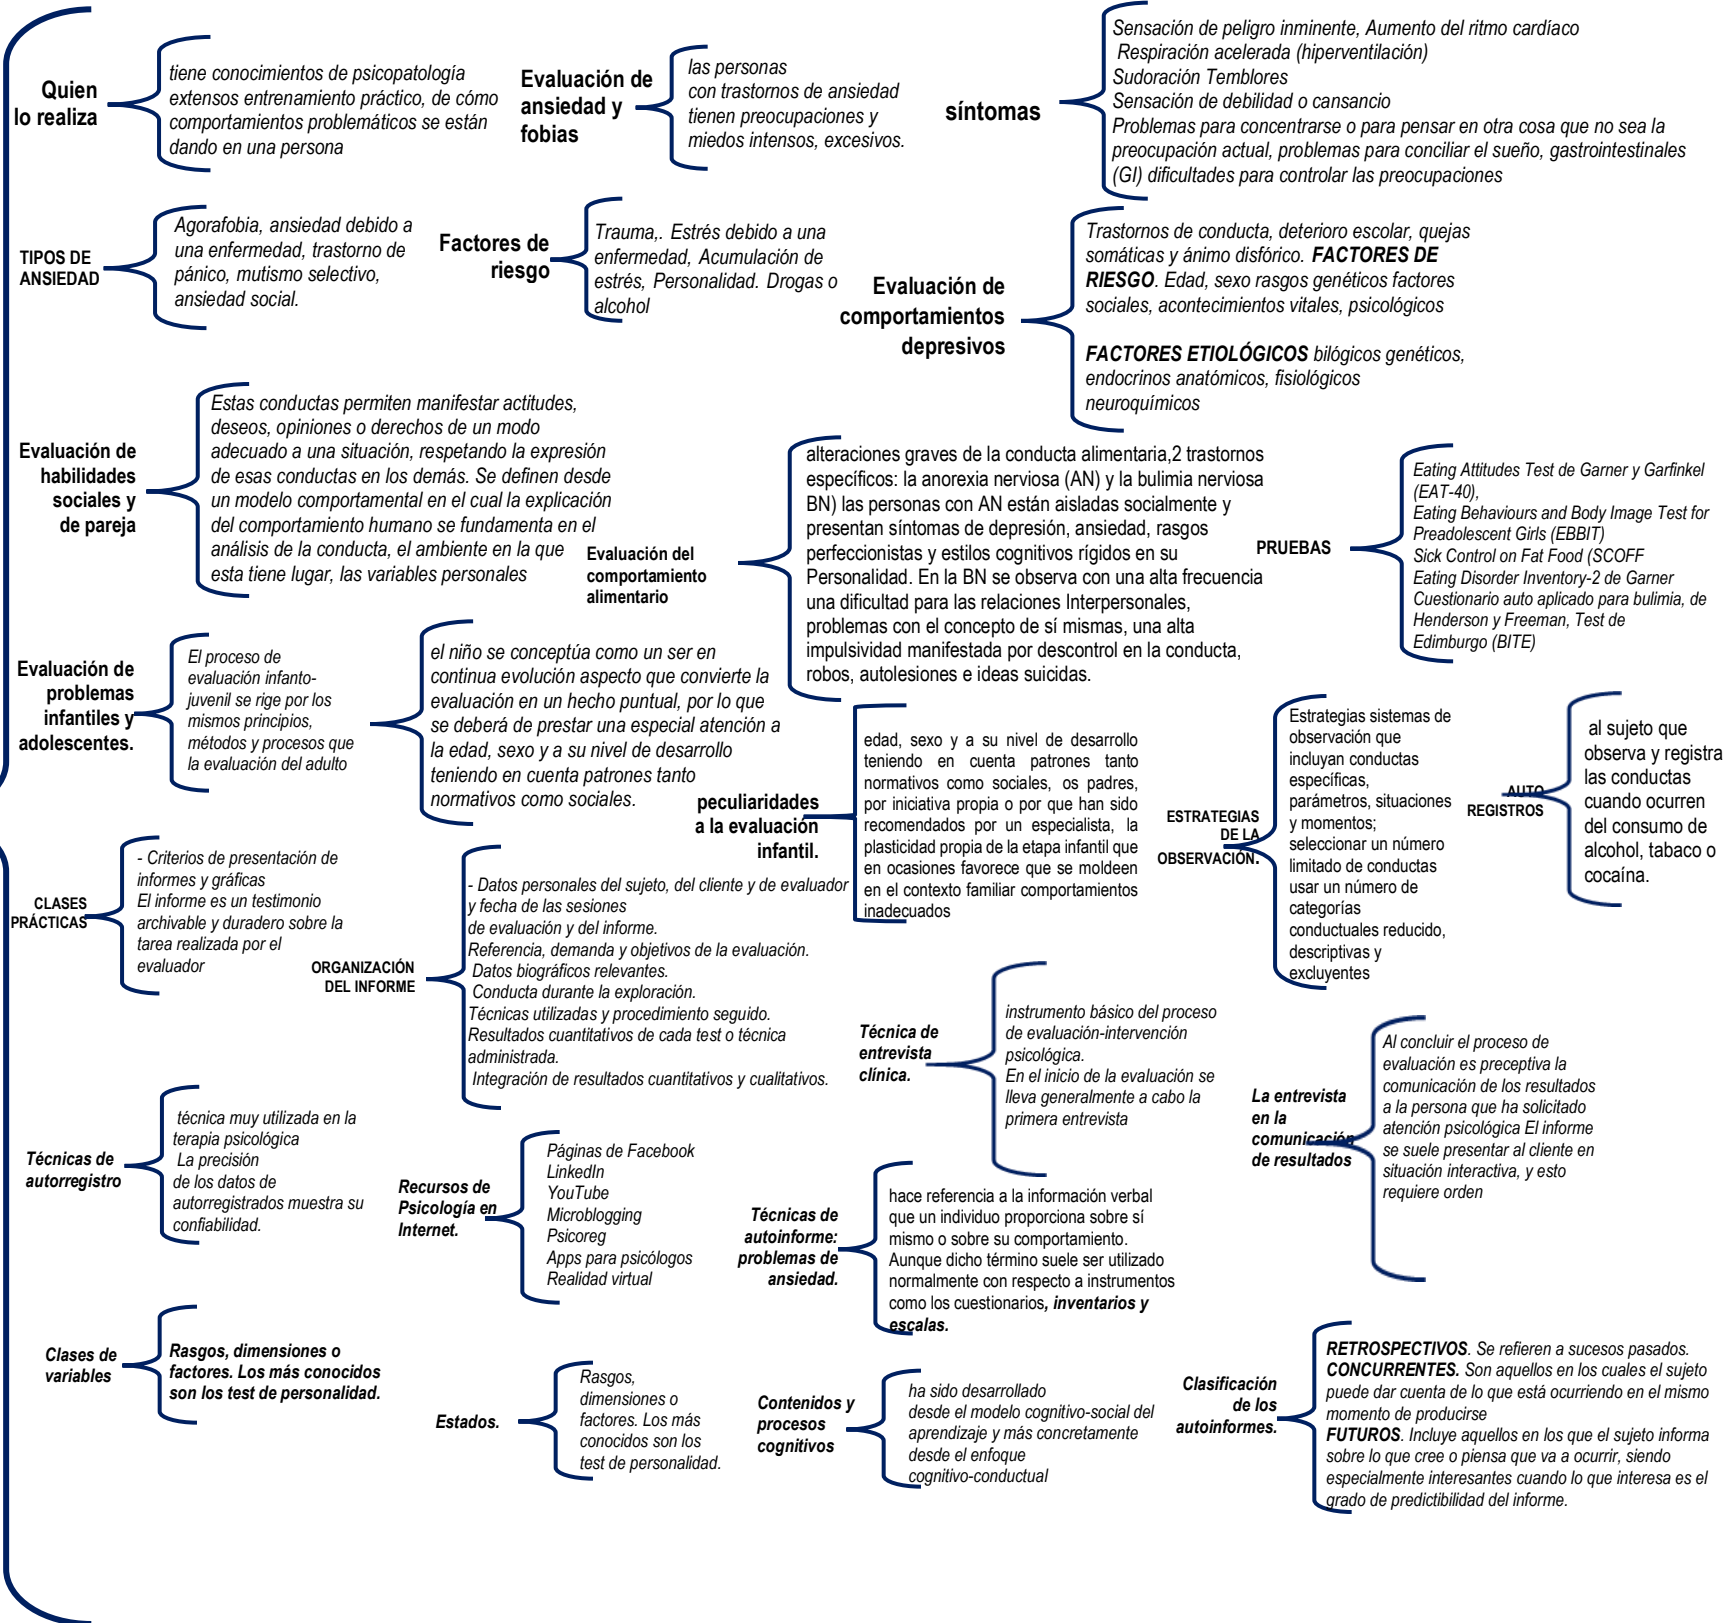 Quien
lo realiza
tiene conocimientos de psicopatología
extensos entrenamiento práctico, de cómo
comportamientos problemáticos se están
dando en una persona
Evaluación de
ansiedad y
fobias
las personas
con trastornos de ansiedad
tienen preocupaciones y
miedos intensos, excesivos.
síntomas
Sensación de peligro inminente, Aumento del ritmo cardíaco
Respiración acelerada (hiperventilación)
Sudoración Temblores
Sensación de debilidad o cansancio
Problemas para concentrarse o para pensar en otra cosa que no sea la
preocupación actual, problemas para conciliar el sueño, gastrointestinales
(GI) dificultades para controlar las preocupaciones
TIPOS DE
ANSIEDAD
Agorafobia, ansiedad debido a
una enfermedad, trastorno de
pánico, mutismo selectivo,
ansiedad social.
Factores de
riesgo
Trauma,. Estrés debido a una
enfermedad, Acumulación de
estrés, Personalidad. Drogas o
alcohol
Evaluación de
comportamientos
depresivos
Trastornos de conducta, deterioro escolar, quejas
somáticas y ánimo disfórico. FACTORES DE
RIESGO. Edad, sexo rasgos genéticos factores
sociales, acontecimientos vitales, psicológicos
FACTORES ETIOLÓGICOS bilógicos genéticos,
endocrinos anatómicos, fisiológicos
neuroquímicos
Evaluación de
habilidades
sociales y
de pareja
Estas conductas permiten manifestar actitudes,
deseos, opiniones o derechos de un modo
adecuado a una situación, respetando la expresión
de esas conductas en los demás. Se definen desde
un modelo comportamental en el cual la explicación
del comportamiento humano se fundamenta en el
análisis de la conducta, el ambiente en la que
esta tiene lugar, las variables personales
Evaluación del
comportamiento
alimentario
alteraciones graves de la conducta alimentaria,2 trastornos
específicos: la anorexia nerviosa (AN) y la bulimia nerviosa
BN) las personas con AN están aisladas socialmente y
presentan síntomas de depresión, ansiedad, rasgos
perfeccionistas y estilos cognitivos rígidos en su
Personalidad. En la BN se observa con una alta frecuencia
una dificultad para las relaciones Interpersonales,
problemas con el concepto de sí mismas, una alta
impulsividad manifestada por descontrol en la conducta,
robos, autolesiones e ideas suicidas.
PRUEBAS
Eating Attitudes Test de Garner y Garfinkel
(EAT-40),
Eating Behaviours and Body Image Test for
Preadolescent Girls (EBBIT)
Sick Control on Fat Food (SCOFF
Eating Disorder Inventory-2 de Garner
Cuestionario auto aplicado para bulimia, de
Henderson y Freeman, Test de
Edimburgo (BITE)
Evaluación de
problemas
infantiles y
adolescentes.
El proceso de
evaluación infanto-
juvenil se rige por los
mismos principios,
métodos y procesos que
la evaluación del adulto
el niño se conceptúa como un ser en
continua evolución aspecto que convierte la
evaluación en un hecho puntual, por lo que
se deberá de prestar una especial atención a
la edad, sexo y a su nivel de desarrollo
teniendo en cuenta patrones tanto
normativos como sociales.
peculiaridades
a la evaluación
infantil.
edad, sexo y a su nivel de desarrollo
teniendo en cuenta patrones tanto
normativos como sociales, os padres,
por iniciativa propia o por que han sido
recomendados por un especialista, la
plasticidad propia de la etapa infantil que
en ocasiones favorece que se moldeen
en el contexto familiar comportamientos
inadecuados
ESTRATEGIAS
DE LA
OBSERVACIÓN.
Estrategias sistemas de
observación que
incluyan conductas
específicas,
parámetros, situaciones
y momentos;
seleccionar un número
limitado de conductas
usar un número de
categorías
conductuales reducido,
descriptivas y
excluyentes
AUTO
REGISTROS
al sujeto que
observa y registra
las conductas
cuando ocurren
del consumo de
alcohol, tabaco o
cocaína.
CLASES
PRÁCTICAS
- Criterios de presentación de
informes y gráficas
El informe es un testimonio
archivable y duradero sobre la
tarea realizada por el
evaluador
ORGANIZACIÓN
DEL INFORME
- Datos personales del sujeto, del cliente y de evaluador
y fecha de las sesiones
de evaluación y del informe.
Referencia, demanda y objetivos de la evaluación.
Datos biográficos relevantes.
Conducta durante la exploración.
Técnicas utilizadas y procedimiento seguido.
Resultados cuantitativos de cada test o técnica
administrada.
Integración de resultados cuantitativos y cualitativos.
Técnica de
entrevista
clínica.
instrumento básico del proceso
de evaluación-intervención
psicológica.
En el inicio de la evaluación se
lleva generalmente a cabo la
primera entrevista
La entrevista
en la
comunicación
de resultados
Al concluir el proceso de
evaluación es preceptiva la
comunicación de los resultados
a la persona que ha solicitado
atención psicológica El informe
se suele presentar al cliente en
situación interactiva, y esto
requiere orden
Técnicas de
autorregistro
técnica muy utilizada en la
terapia psicológica
La precisión
de los datos de
autorregistrados muestra su
confiabilidad.
Recursos de
Psicología en
Internet.
Páginas de Facebook
LinkedIn
YouTube
Microblogging
Psicoreg
Apps para psicólogos
Realidad virtual
Técnicas de
autoinforme:
problemas de
ansiedad.
hace referencia a la información verbal
que un individuo proporciona sobre sí
mismo o sobre su comportamiento.
Aunque dicho término suele ser utilizado
normalmente con respecto a instrumentos
como los cuestionarios, inventarios y
escalas.
Clases de
variables
Rasgos, dimensiones o
factores. Los más conocidos
son los test de personalidad.
Estados.
Rasgos,
dimensiones o
factores. Los más
conocidos son los
test de personalidad.
Contenidos y
procesos
cognitivos
ha sido desarrollado
desde el modelo cognitivo-social del
aprendizaje y más concretamente
desde el enfoque
cognitivo-conductual
Clasificación
de los
autoinformes.
RETROSPECTIVOS. Se refieren a sucesos pasados.
CONCURRENTES. Son aquellos en los cuales el sujeto
puede dar cuenta de lo que está ocurriendo en el mismo
momento de producirse
FUTUROS. Incluye aquellos en los que el sujeto informa
sobre lo que cree o piensa que va a ocurrir, siendo
especialmente interesantes cuando lo que interesa es el
grado de predictibilidad del informe.